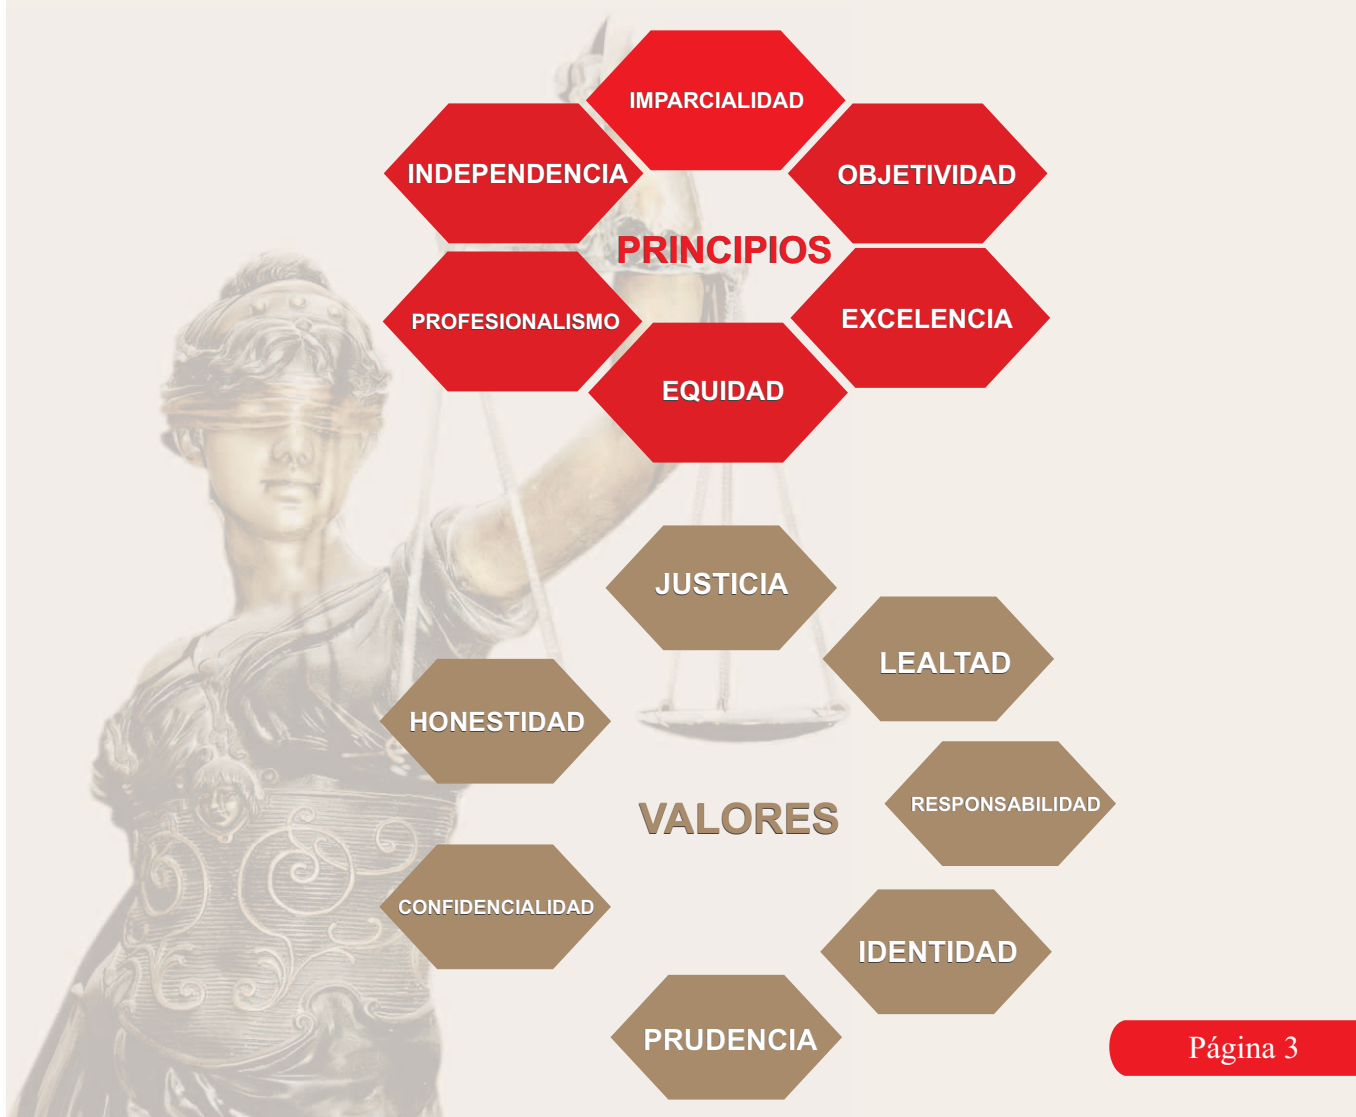 IMPARCIALIDAD
INDEPENDENCIA
OBJETIVIDAD
PRINCIPIOS
PROFESIONALISMO
EXCELENCIA
EQUIDAD
JUSTICIA
LEALTAD
HONESTIDAD
RESPONSABILIDAD
VALORES
CONFIDENCIALIDAD
IDENTIDAD
PRUDENCIA
Página 3